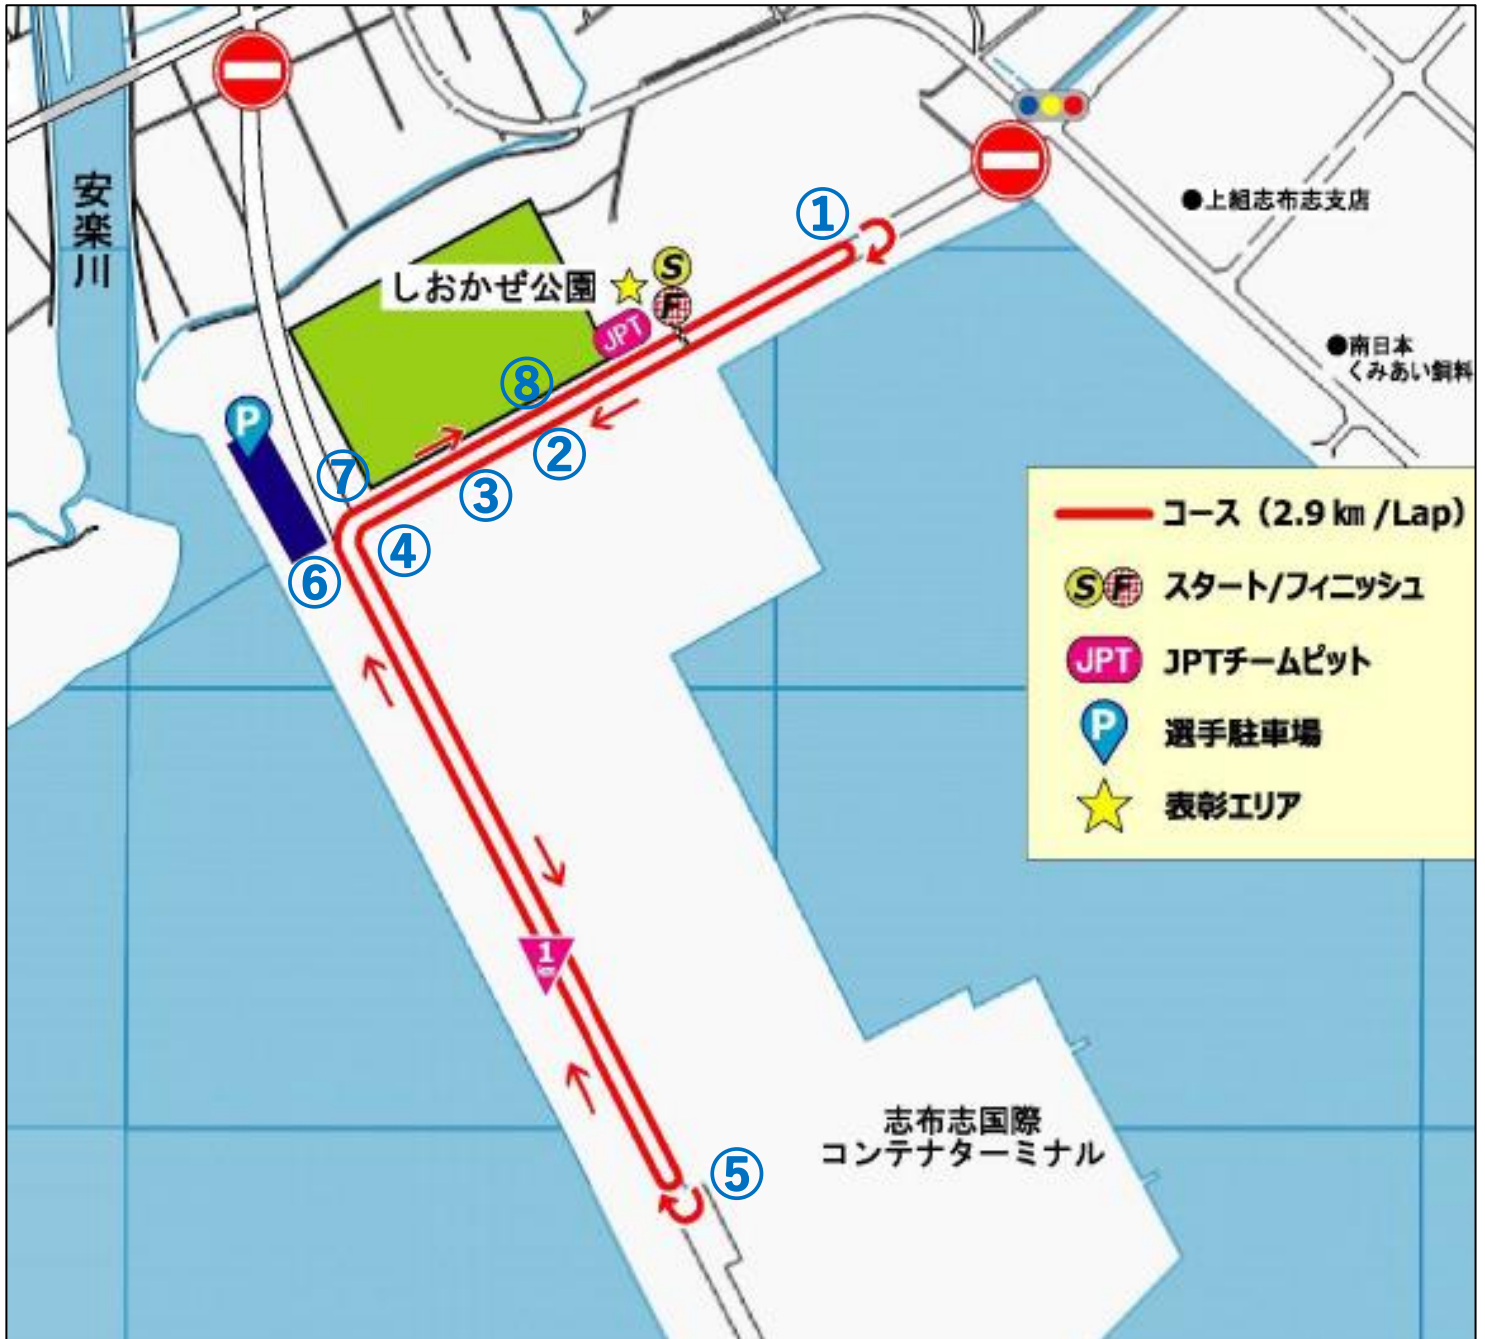 安楽川
①
●上組志布志支店
しおかぜ公園
S
F
JPT
●南日本
くみあい飼料
⑧
P
②
⑦
③
④
⑥
コース（2.9㎞/Lap）
SF スタート/フィニッシュ
JPT JPTチームピット
P 選手駐車場
表彰エリア
1
km
志布志国際
コンテナターミナル
⑤